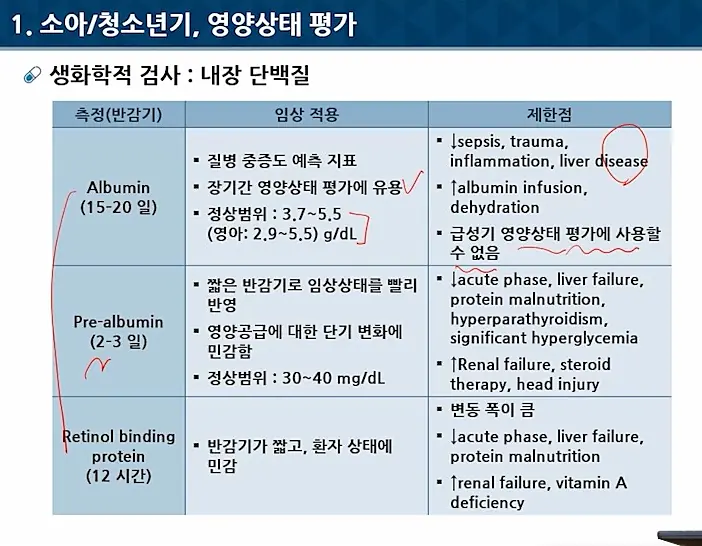 1. 소아/청소년기, 영양상태 평가
생화학적 검사 : 내장 단백질
측정(반감기)
임상 적용
제한점
Albumin
(15-20 일)
▪ 질병 중증도 예측 지표
▪ 장기간 영양상태 평가에 유용
▪ 정상범위 : 3.7~5.5
(영아: 2.9~5.5) g/dL
▪ ↓sepsis, trauma,
inflammation, liver disease
▪ ↑albumin infusion,
dehydration
▪ 급성기 영양상태 평가에 사용할
수 없음
Pre-albumin
(2-3 일)
▪ 짧은 반감기로 임상상태를 빨리
반영
▪ 영양공급에 대한 단기 변화에
민감함
▪ 정상범위 : 30~40 mg/dL
▪ ↓acute phase, liver failure,
protein malnutrition,
hyperparathyroidism,
significant hyperglycemia
▪ ↑Renal failure, steroid
therapy, head injury
Retinol binding
protein
(12 시간)
▪ 반감기가 짧고, 환자 상태에
민감
▪ 변동 폭이 큼
▪ ↓acute phase, liver failure,
protein malnutrition
▪ ↑renal failure, vitamin A
deficiency